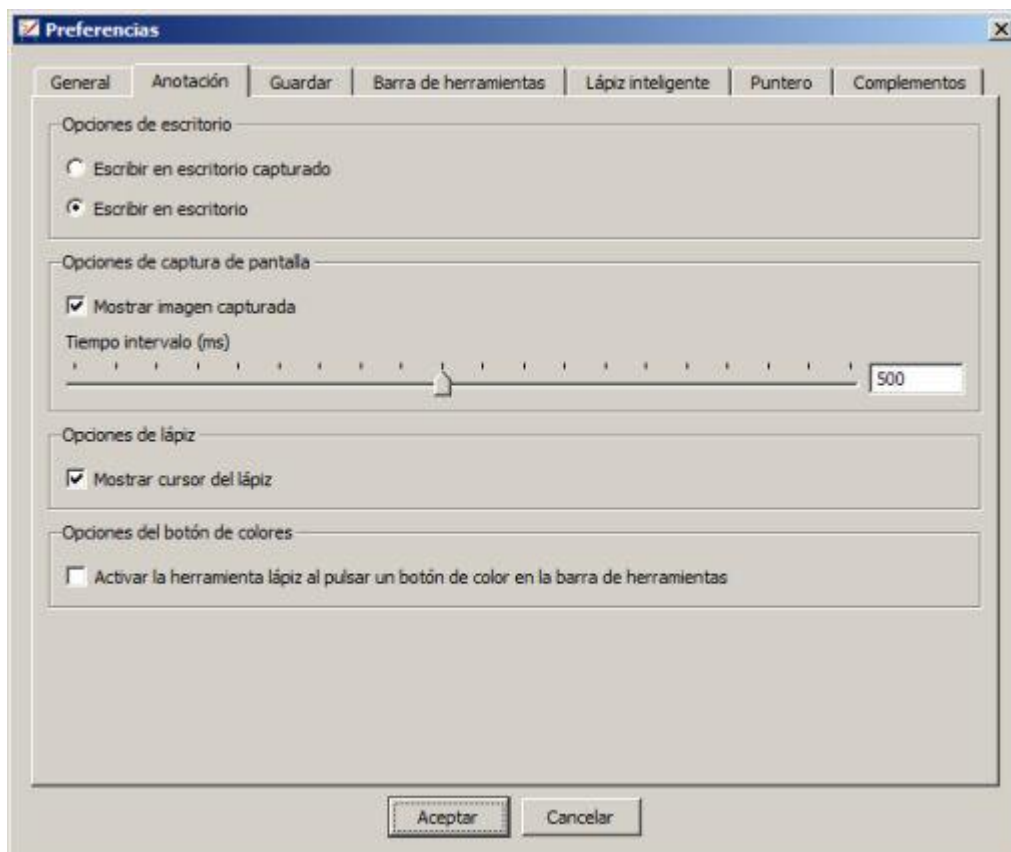 Preferencias
General Anotación Guardar Barra de herramientas Lápiz inteligente Puntero Complementos
Opciones de escritorio
Escribir en escritorio capturado
Escribir en escritorio
Opciones de captura de pantalla
Mostrar imagen capturada
Tiempo intervalo (ms)
500
Opciones de lápiz
Mostrar cursor del lápiz
Opciones del botón de colores
Activar la herramienta lápiz al pulsar un botón de color en la barra de herramientas
Aceptar Cancelar